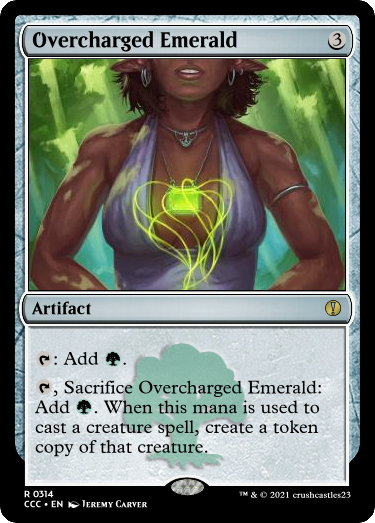 Overcharged Emerald 3
Artifact
: Add .
, Sacrifice Overcharged Emerald:
Add . When this mana is used to
cast a creature spell, create a token
copy of that creature.
R 0314
CCC • EN Jeremy Carver
™ & © 2021 crushcastles23